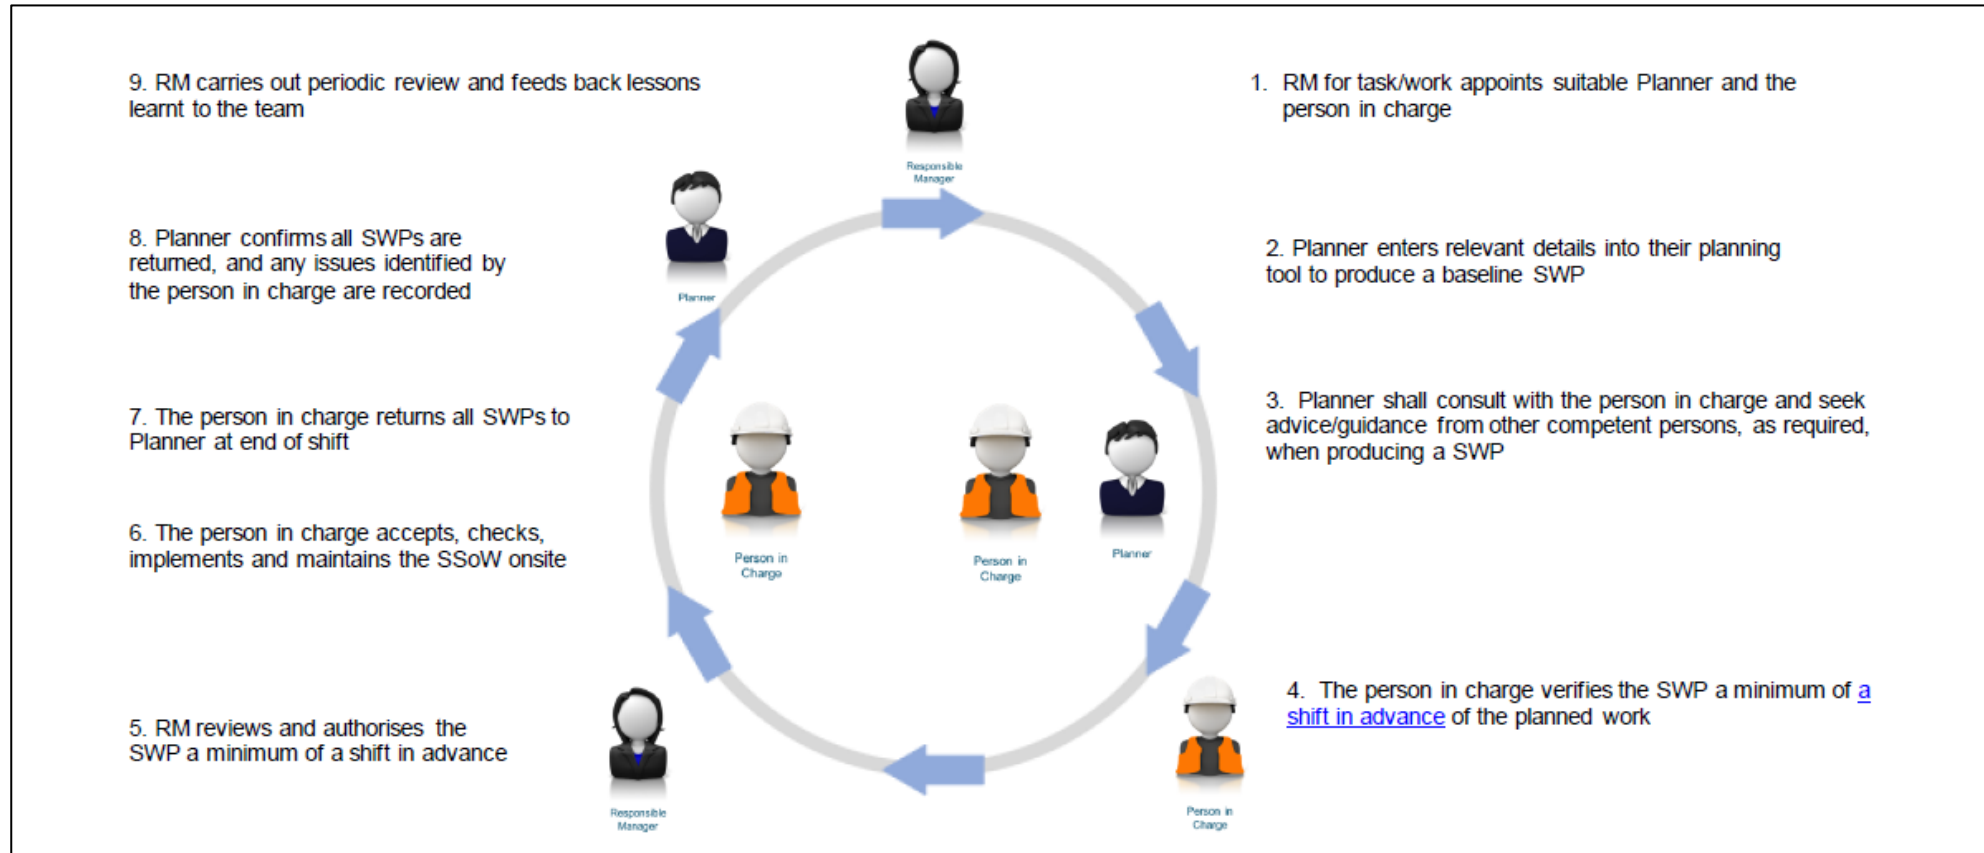 9. RM carries out periodic review and feeds back lessons
learnt to the team
Responsible
Manager
1. RM for task/work appoints suitable Planner and the
person in charge
8. Planner confirms all SWPs are
returned, and any issues identified by
the person in charge are recorded
Planner
2. Planner enters relevant details into their planning
tool to produce a baseline SWP
7. The person in charge returns all SWPs to
Planner at end of shift
3. Planner shall consult with the person in charge and seek
advice/guidance from other competent persons, as required,
when producing a SWP
6. The person in charge accepts, checks,
implements and maintains the SSoW onsite
Person in
Charge
Person in
Charge
Planner
5. RM reviews and authorises the
SWP a minimum of a shift in advance
Responsible
Manager
4. The person in charge verifies the SWP a minimum of a
shift in advance of the planned work
Person in
Charge